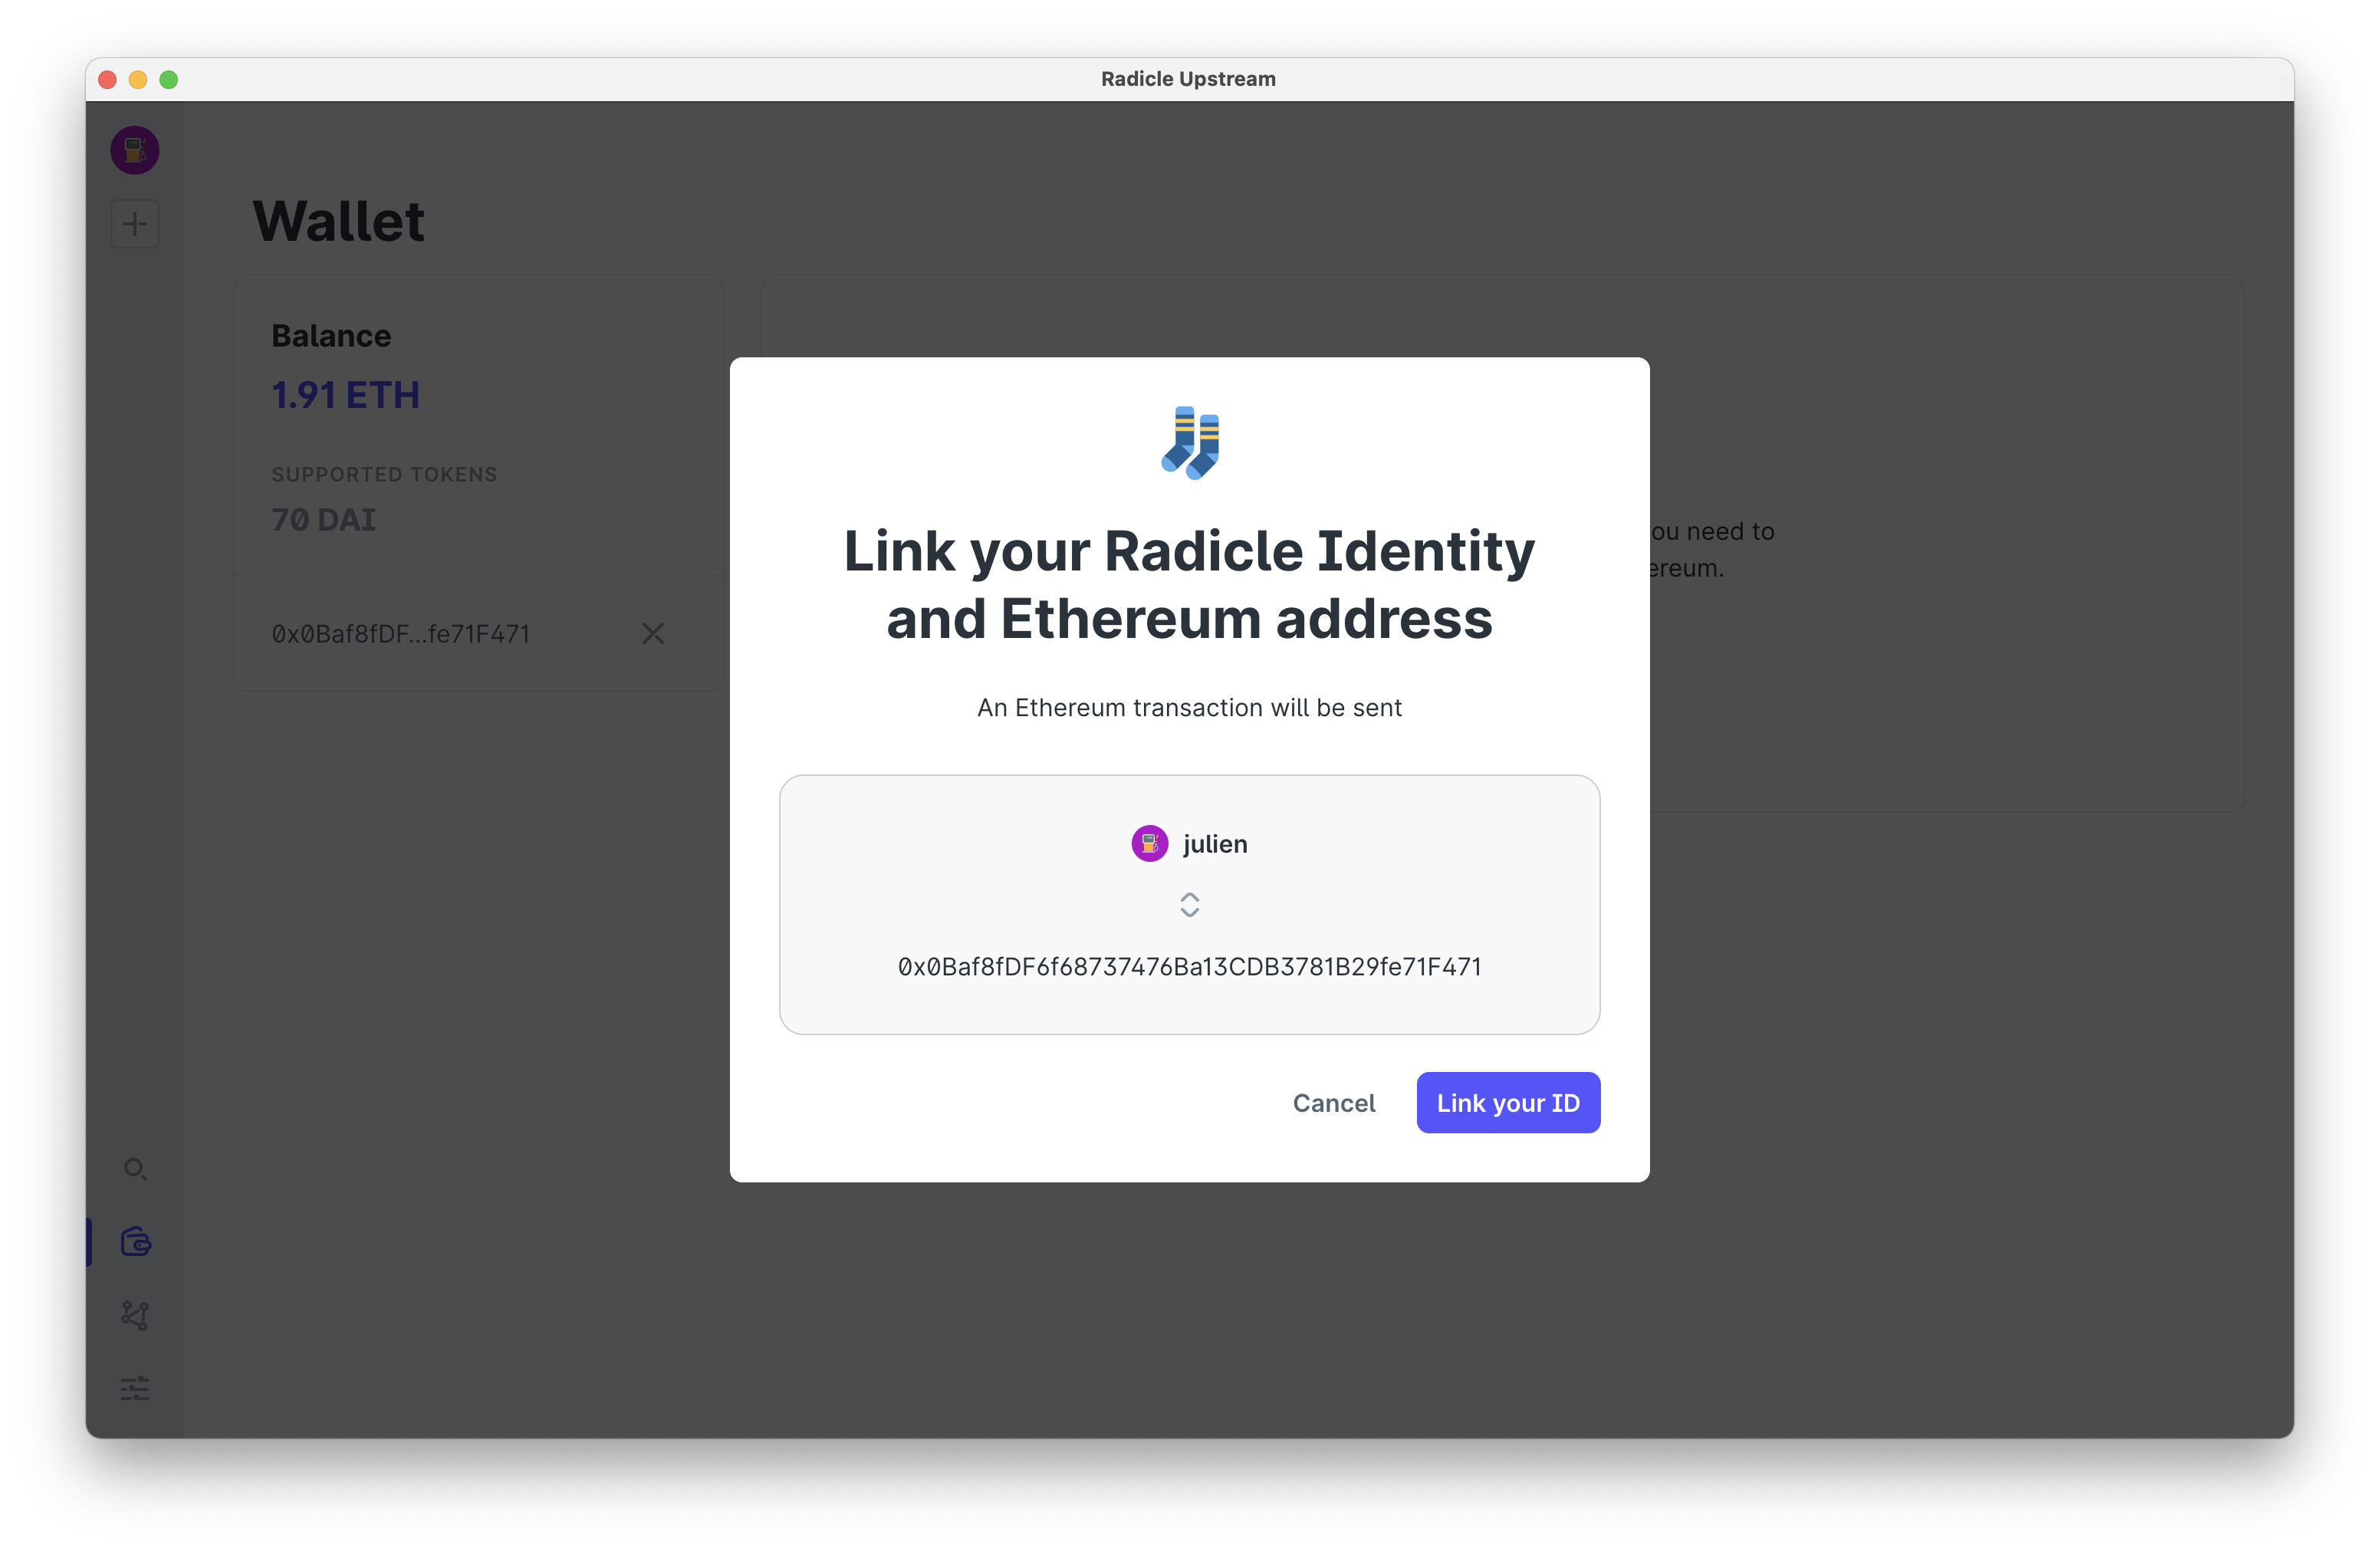 Radicle Upstream
Wallet
Balance
1.91 ETH
SUPPORTED TOKENS
70 DAI
0x0Baf8fDF...fe71F471
ou need to
ereum.
Link your Radicle Identity
and Ethereum address
An Ethereum transaction will be sent
julien
0x0Baf8fDF6f68737476Ba13CDB3781B29fe71F471
Cancel
Link your ID